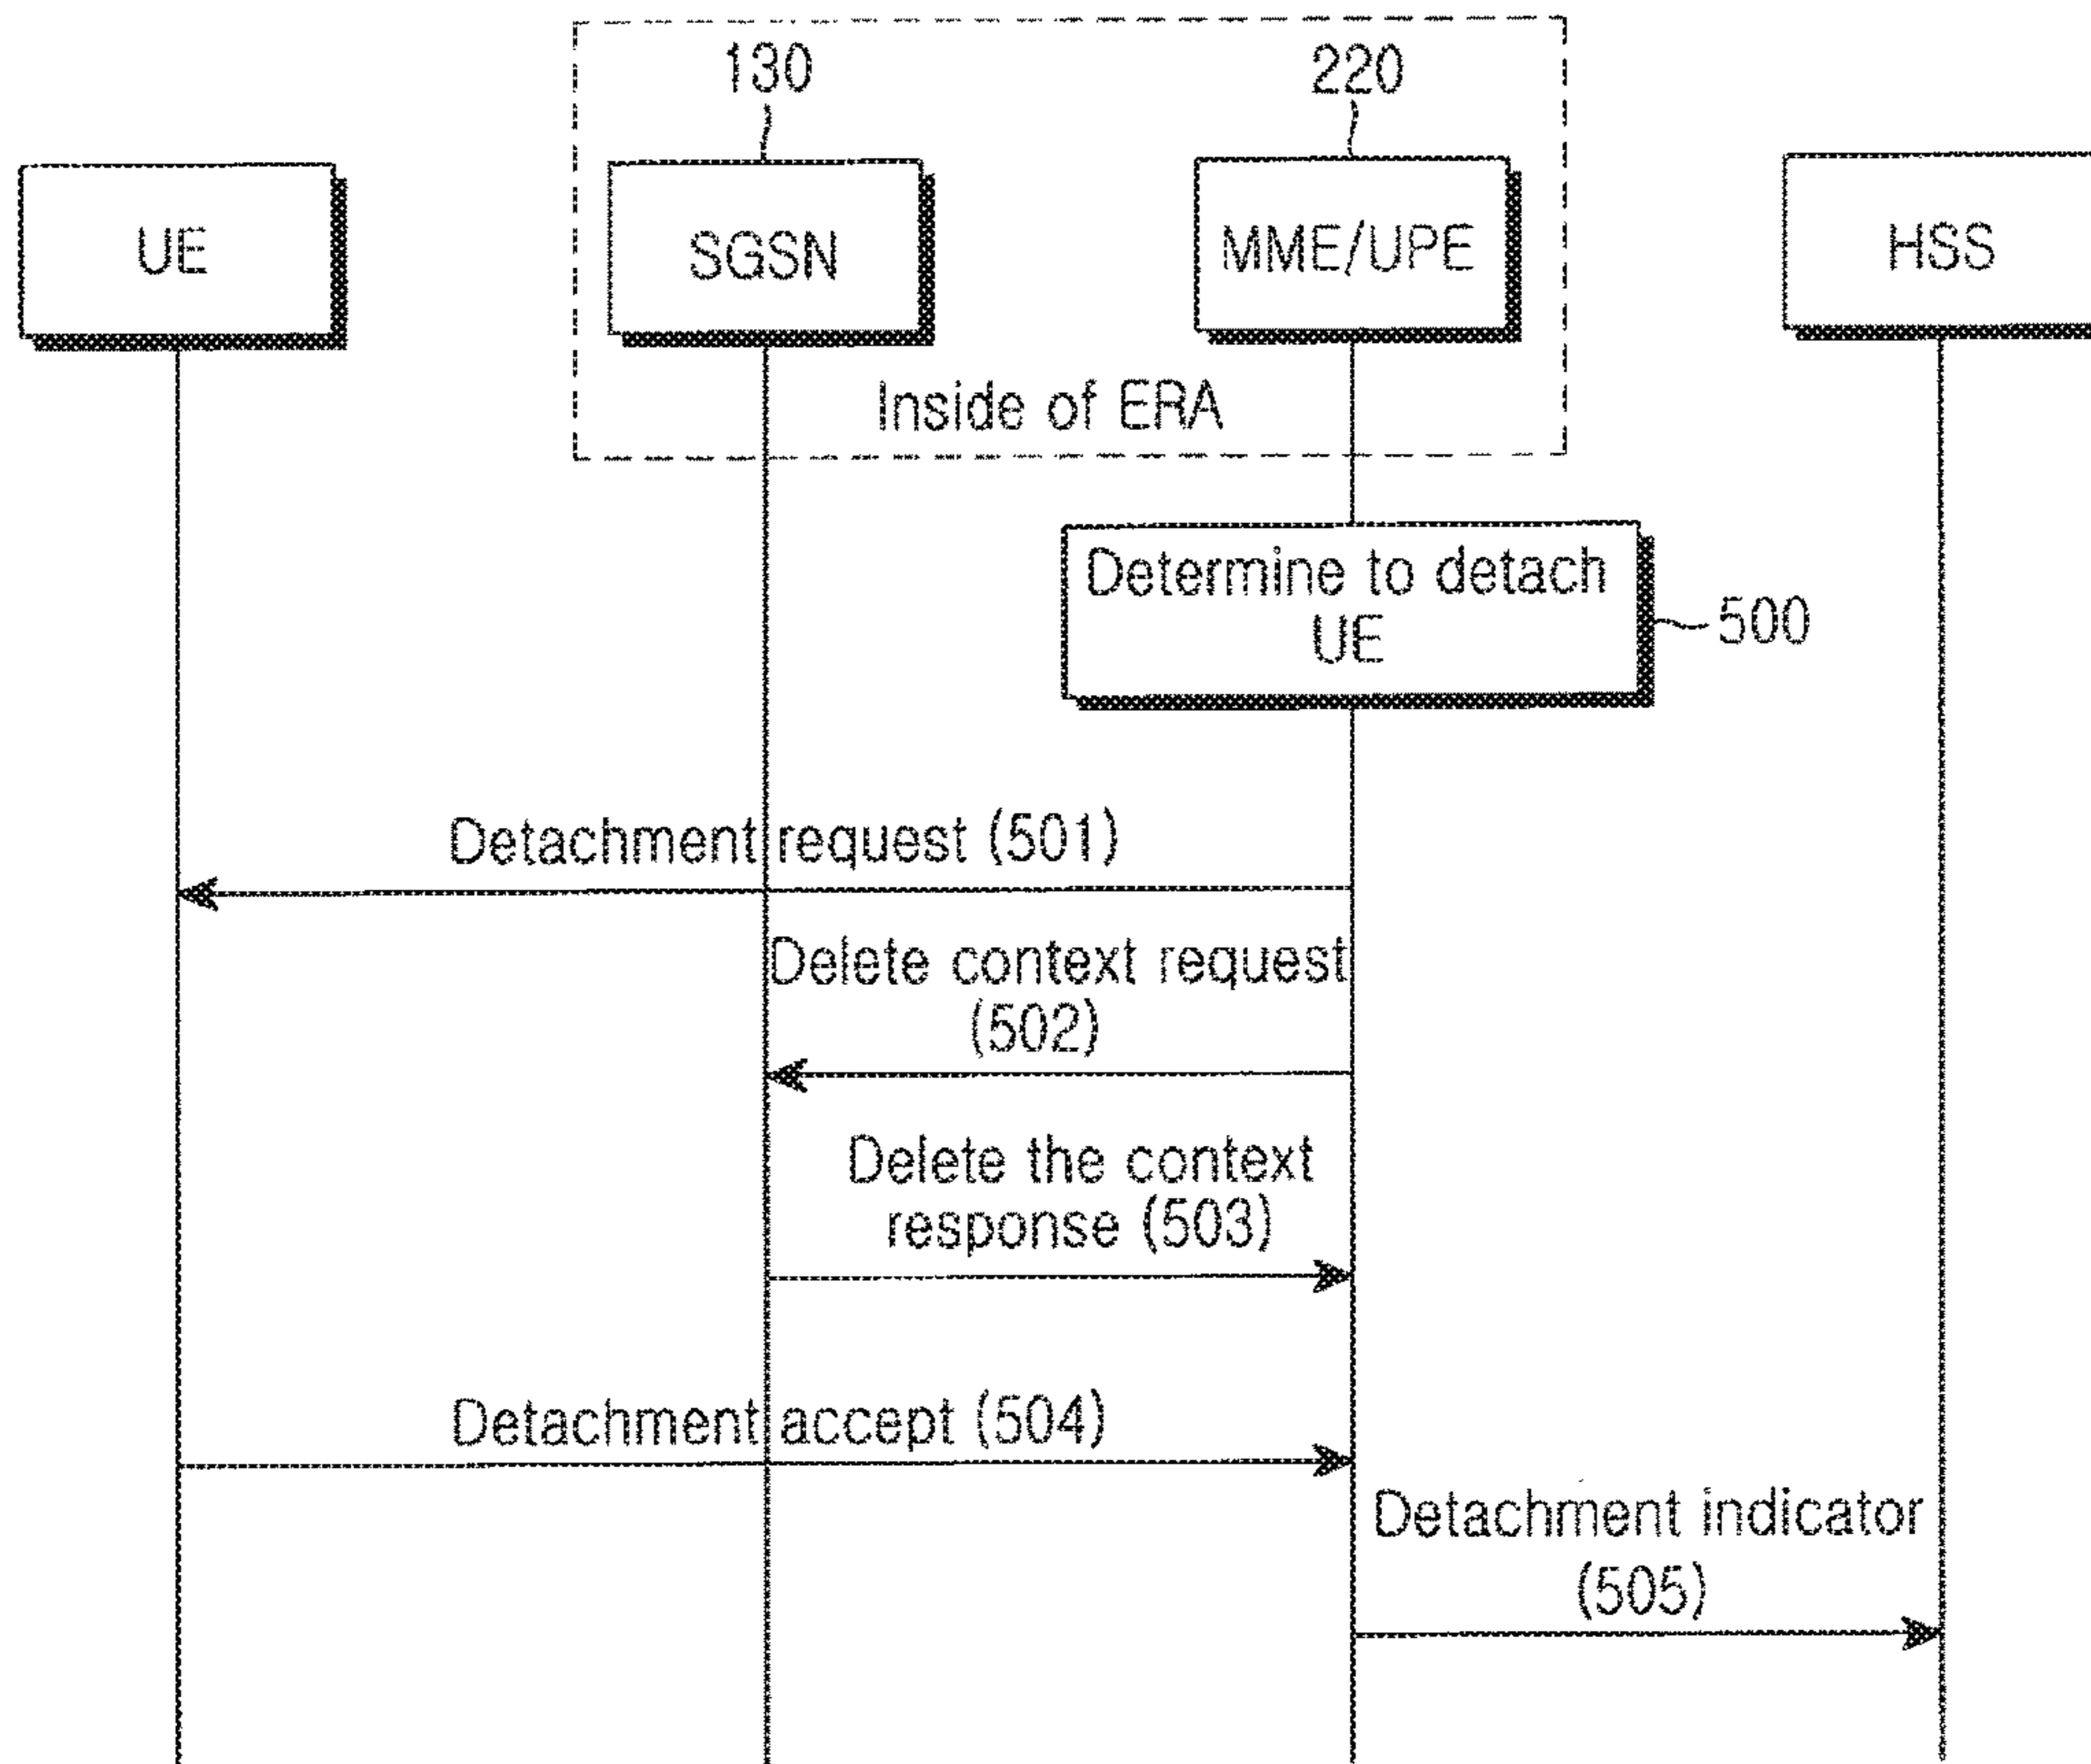 130
220
UE
SGSN
MME/UPE
HSS
Inside of ERA
Determine to detach
UE
500
Detachment request (501)
Delete context request
(502)
Delete the context
response (503)
Detachment accept (504)
Detachment indicator
(505)